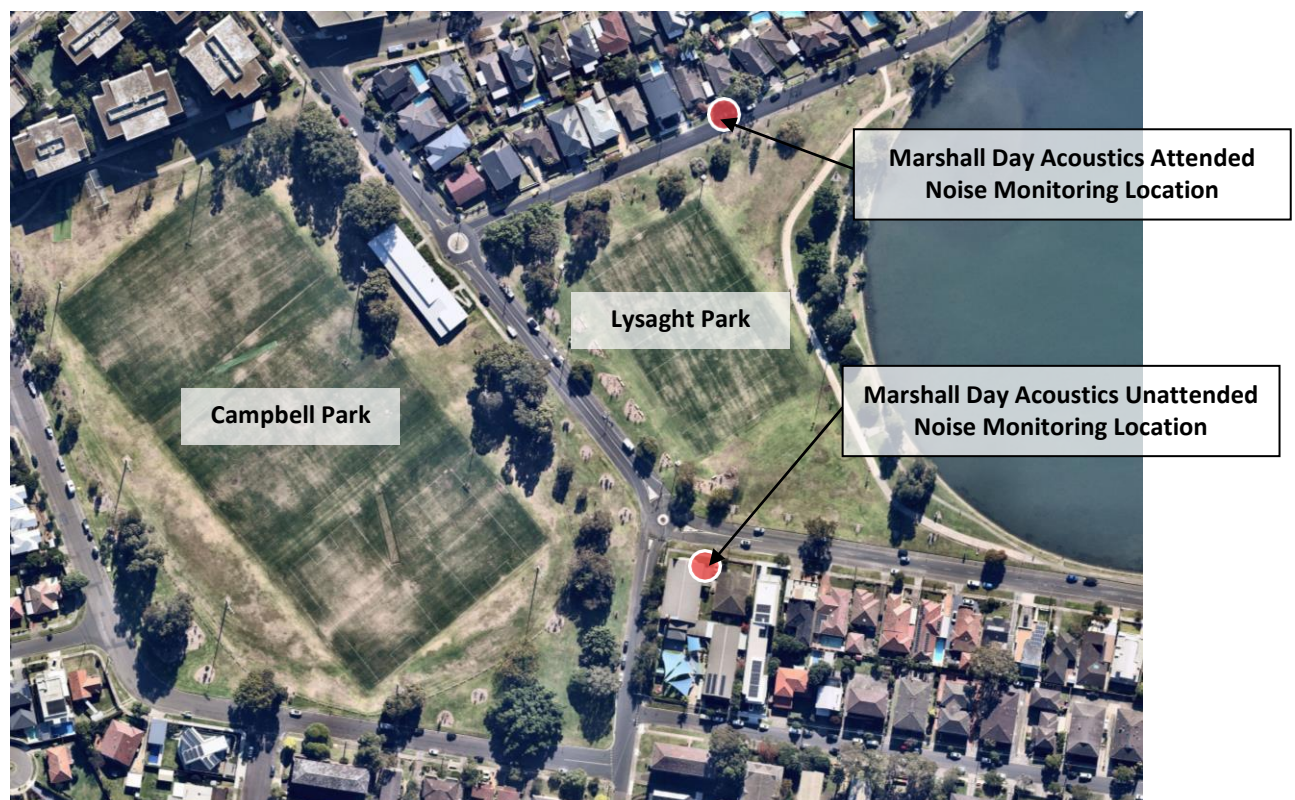 Marshall Day Acoustics Attended
Noise Monitoring Location
Lysaght Park
Marshall Day Acoustics Unattended
Noise Monitoring Location
Campbell Park